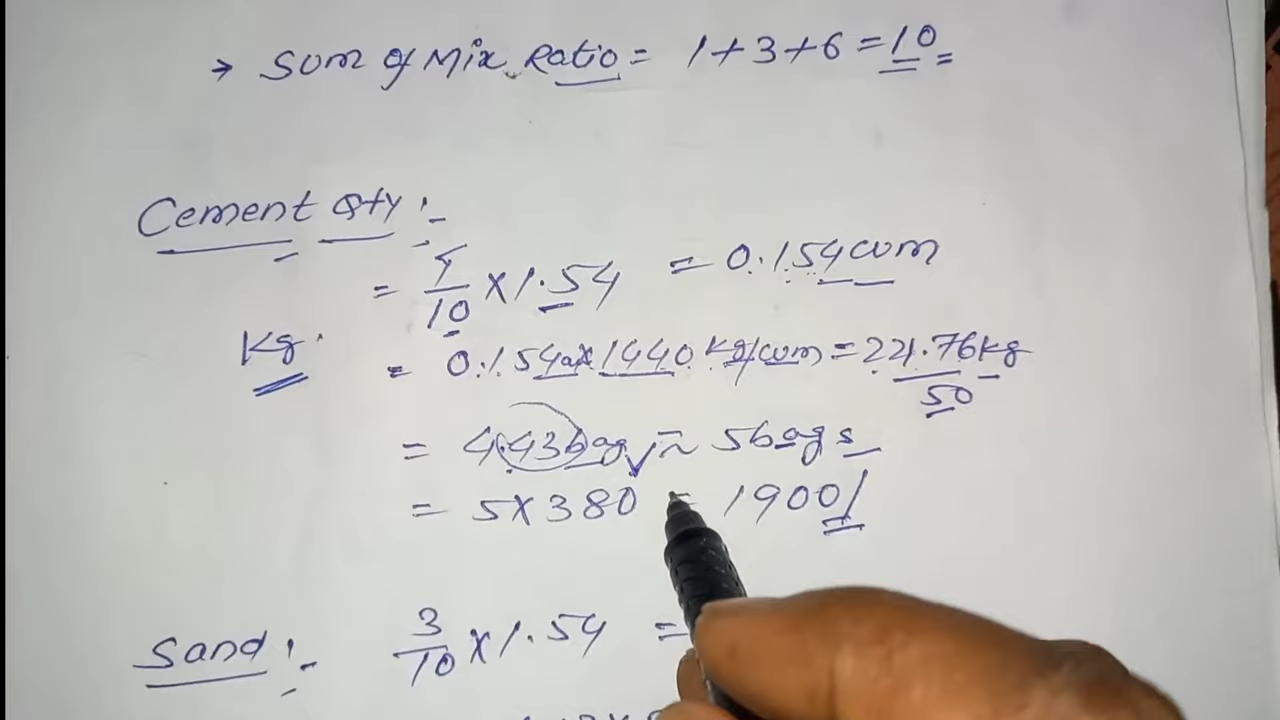 → Sum of Mix Ratio = 1+3+6 = 10 =
Cement Qty :-
= 1/10 × 1.54 = 0.154 cum
Kg. = 0.154 × 1440 kg/cum = 221.76 kg / 50
= 4.43 bag ≈ 5 bags
= 5 × 380 = 1900/
Sand :- 3/10 × 1.54 =